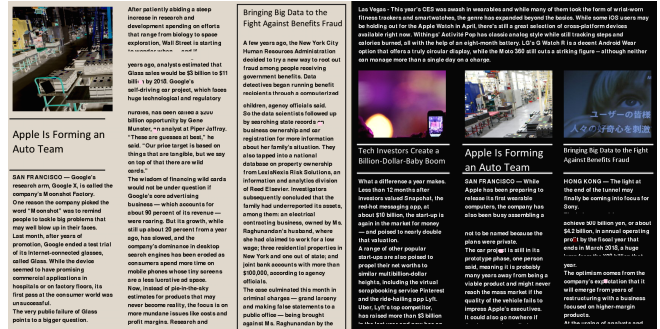 Apple Is Forming an
Auto Team
SAN FRANCISCO — Google's
research arm, Google X, is called the
company's Moonshot Factory.
One reason the company picked the
word "Moonshot" was to remind
people to tackle big problems that
may well blow up in their faces.
Last month, after years of
promotion, Google ended a test trial
of its Internet-connected glasses,
called Glass. While the device
seemed to have promising
commercial applications in
hospitals or on factory floors, its
first pose at the consumer world was
unsuccessful.
The very public failure of Glass
points to a bigger question.
After patiently abiding a steep
increase in research and
development spending on efforts
that range from biology to space
exploration, Wall Street is starting
years ago, analysts estimated that
Glass sales would be $3 billion to $11
billion by 2018. Google's
self-driving car project, which faces
huge technological and regulatory
hurdles, has been called a $200
billion opportunity by Gene
Munster, an analyst at Piper Jaffray.
"These are guesses at best," he
said. "Our price target is based on
things that are tangible, but we say
on top of that there are wild
cards."
The wisdom of financing wild cards
would not be under question if
Google's core advertising
business — which accounts for
about 90 percent of its revenue — were
soaring. But its growth, while
still up about 20 percent from a year
ago, has slowed, and the
company's dominance in desktop
search engines has been eroded as
consumers spend more time on
mobile phones whose tiny screens
are a less lucrative ad space.
Now, instead of pie-in-the-sky
estimates for products that may
never become reality, the focus is on
more mundane issues like costs and
profit margins. Research and
Bringing Big Data to the
Fight Against Benefits Fraud
A few years ago, the New York City
Human Resources Administration
decided to try a new way to root out
fraud among people receiving
government benefits. Data
detectives began running benefit
recipients through a computerized
children, agency officials said.
So the data scientists followed up
by searching state records —
business ownership and car
registration for more information
about her family's situation. They
also tapped into a national
database on property ownership
from LexisNexis Risk Solutions, an
information and analytics division
of Reed Elsevier. Investigators
subsequently concluded that the
family had underreported its assets,
among them: an electrical
contracting business, owned by Ms.
Raghunandan's husband, where
she had claimed to work for a low
wage; three residential properties in
New York and one out of state; and
joint bank accounts with more than
$100,000, according to agency
officials.
The case culminated this month in
criminal charges — grand larceny
and making false statements to a
public office — being brought
against Ms. Raghunandan by the
Las Vegas - This year's CES was awash in wearables and while many of them took the form of wrist-worn
fitness trackers and smartwatches, the genre has expanded beyond the basics. While some iOS users may
be holding out for the Apple Watch in April, there's still a great selection of cross-platform devices
available right now. Withings' Activité Pop has classic analog style while still tracking steps and
calories burned, all with the help of an eight-month battery. LG's G Watch R is a decent Android Wear
option that offers a truly circular display, while the Moto 360 still cuts a striking figure – although neither
can manage more than a single day on a charge.
Tech Investors Create a
Billion-Dollar-Baby Boom
What a difference a year makes.
Less than 12 months after
investors valued Snapchat, the
red-hot messaging app, at
about $10 billion, the start-up is
again in the market for money
— and poised to nearly double
that valuation.
A range of other popular
start-ups are also poised to
propel their net worths to
similar multibillion-dollar
heights, including the virtual
scrapbooking service Pinterest
and the ride-hailing app Lyft.
Uber, Lyft's top competitor,
has raised more than $3 billion
Apple Is Forming
an Auto Team
SAN FRANCISCO — While
Apple has been preparing to
release its first wearable
computers, the company has
also been busy assembling a
not to be named because the
plans were private.
The car project is still in its
prototype phase, one person
said, meaning it is probably
many years away from being a
viable product and might never
reach the mass market if the
quality of the vehicle fails to
impress Apple's executives.
It could also go nowhere if
Bringing Big Data to the
Fight Against Benefits Fraud
HONG KONG — The light at
the end of the tunnel may
finally be coming into focus for
Sony.
achieve 500 billion yen, or about
$4.2 billion, in annual operating
profit by the fiscal year that
ends in March 2018, a huge
year.
The optimism comes from the
company's expectation that it
will emerge from years of
restructuring with a business
focused on higher-margin
products.
At the urging of analysts and
ユーザーの皆様